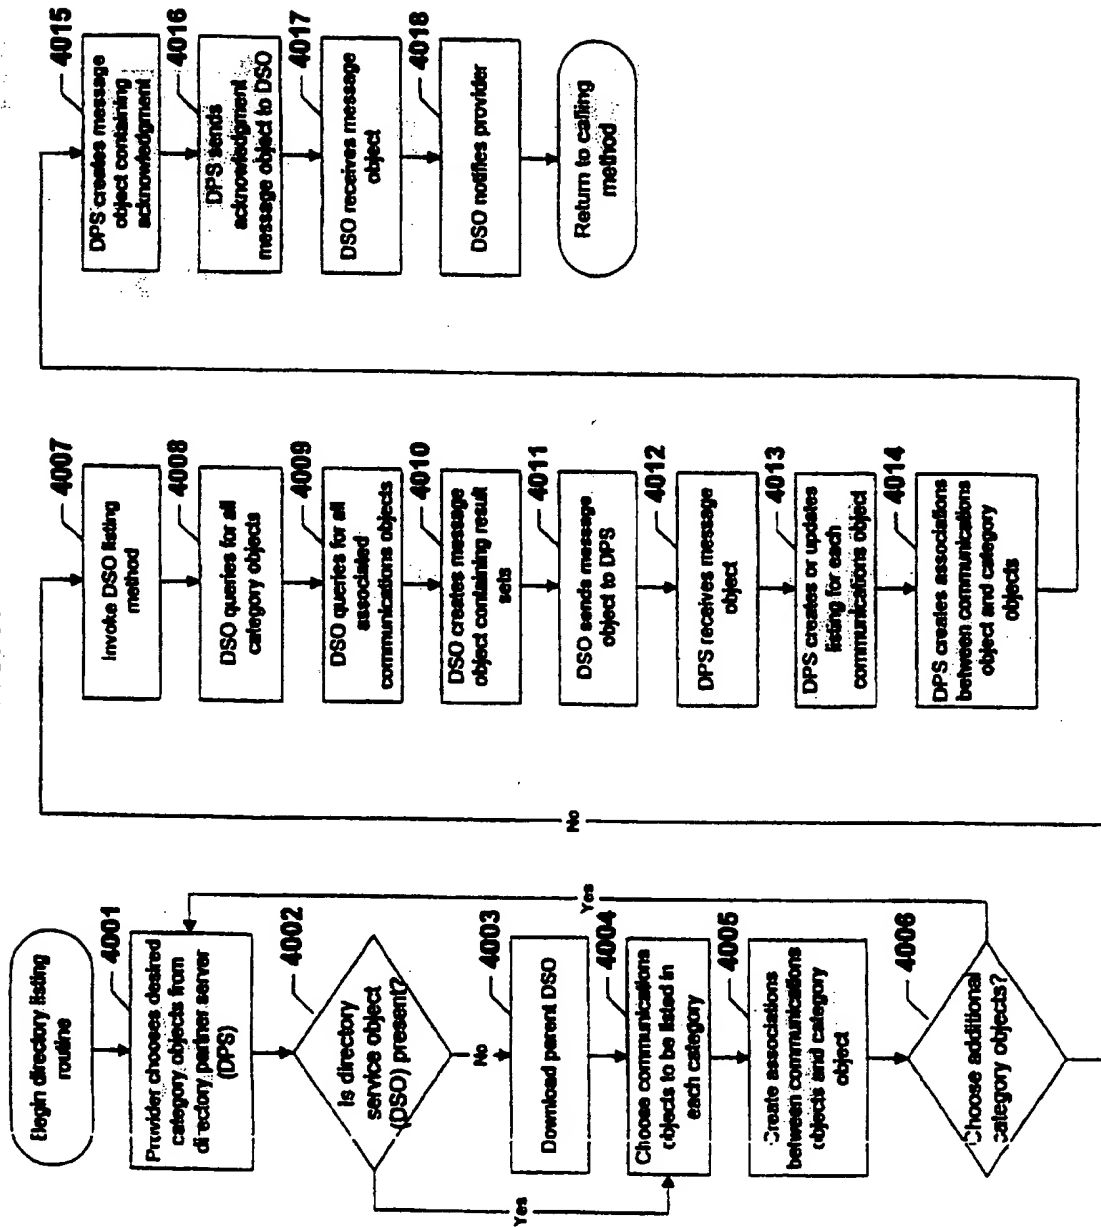 Begin directory listing
routine
4001
Provider chooses desired
category objects from
directory partner server
(DPS)
4002
Is directory
service object
(DSO) present?
Yes
No
4003
Download parent DSO
4004
Choose communications
objects to be listed in
each category
4005
Create associations
between communications
objects and category
object
4006
Choose additional
category objects?
Yes
No
4007
Invoke DSO listing
method
4008
DSO queries for all
category objects
4009
DSO queries for all
associated
communications objects
4010
DSO creates message
object containing result
sets
4011
DSO sends message
object to DPS
4012
DPS receives message
object
4013
DPS creates or updates
listing for each
communications object
4014
DPS creates associations
between communications
object and category
objects
4015
DPS creates message
object containing
acknowledgment
4016
DPS sends
acknowledgment
message object to DSO
4017
DSO receives message
object
4018
DSO notifies provider
Return to calling
method